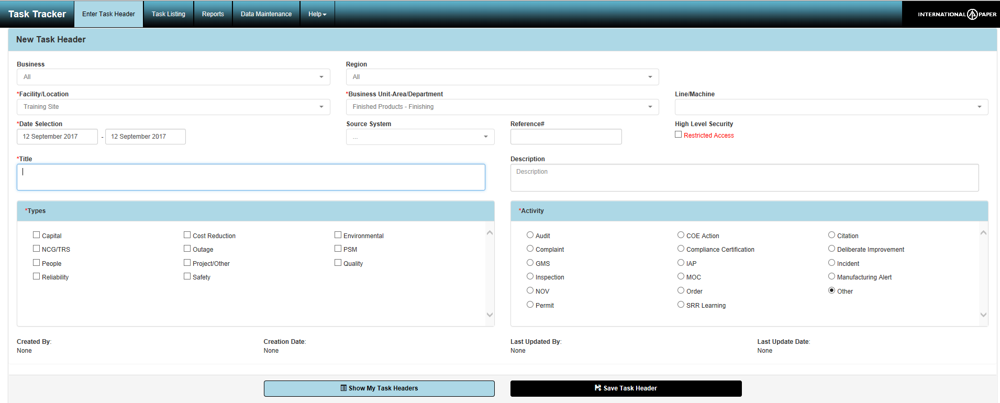 Task Tracker Enter Task Header Task Listing Reports Data Maintenance Help INTERNATIONAL PAPER
New Task Header
Business Region
All All
*Facility/Location *Business Unit-Area/Department Line/Machine
Training Site Finished Products - Finishing
*Date Selection Source System Reference# High Level Security
12 September 2017 - 12 September 2017 ... Restricted Access
*Title Description
Description
*Types *Activity
Capital Cost Reduction Environmental Audit COE Action Citation
NCG/TRS Outage PSM Complaint Compliance Certification Deliberate Improvement
People Project/Other Quality GMS IAP Incident
Reliability Safety Inspection MOC Manufacturing Alert
NOV Order Other
Permit SRR Learning
Created By: Creation Date: Last Updated By: Last Update Date:
None None None None
Show My Task Headers Save Task Header